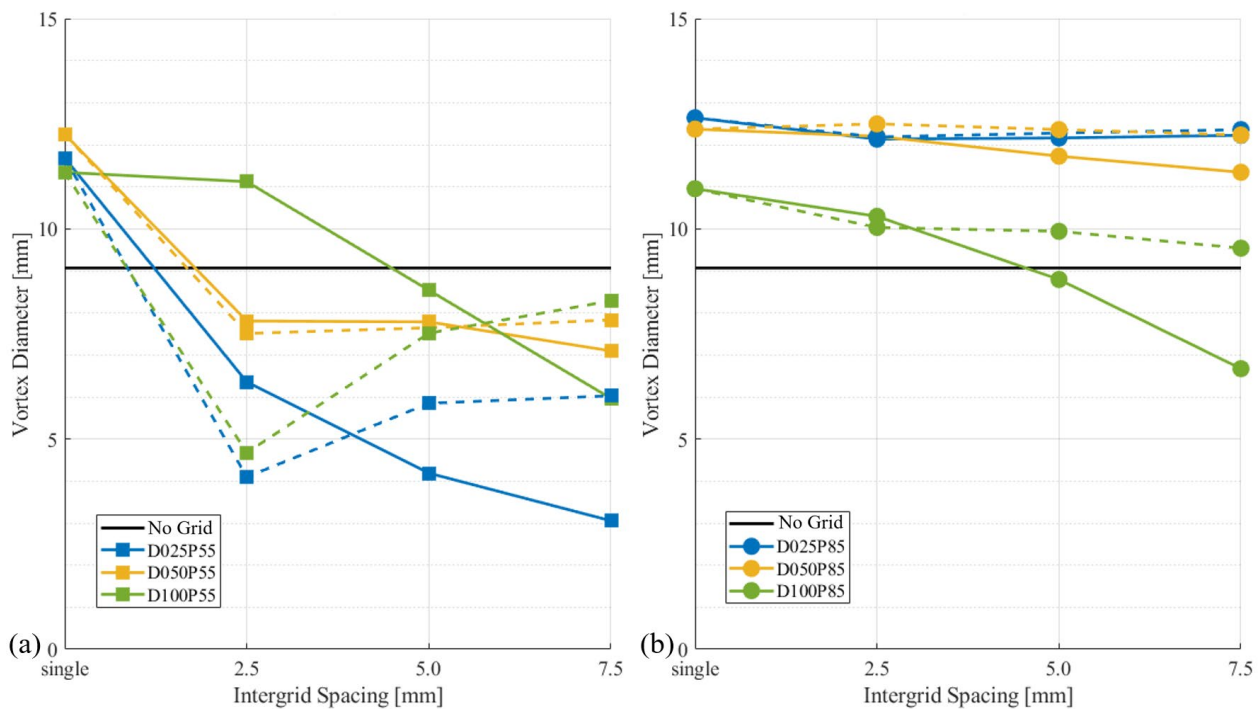 15
10
5
0
Vortex Diameter [mm]
No Grid
D025P55
D050P55
D100P55
(a)
single
2.5
5.0
7.5
Intergrid Spacing [mm]
15
10
5
0
Vortex Diameter [mm]
No Grid
D025P85
D050P85
D100P85
(b)
single
2.5
5.0
7.5
Intergrid Spacing [mm]